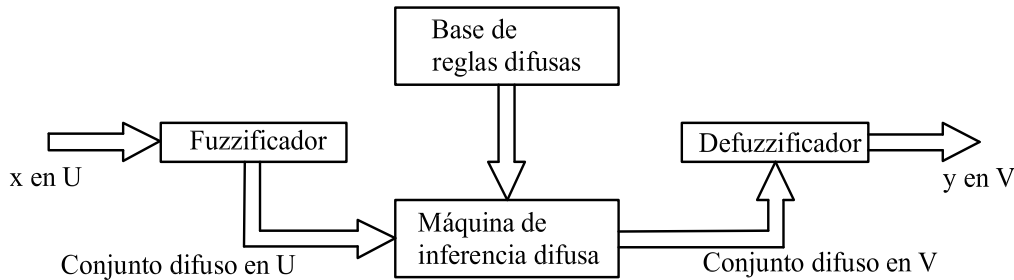 Base de
reglas difusas
Fuzzificador
Defuzzificador
x en U
y en V
Máquina de
inferencia difusa
Conjunto difuso en U
Conjunto difuso en V